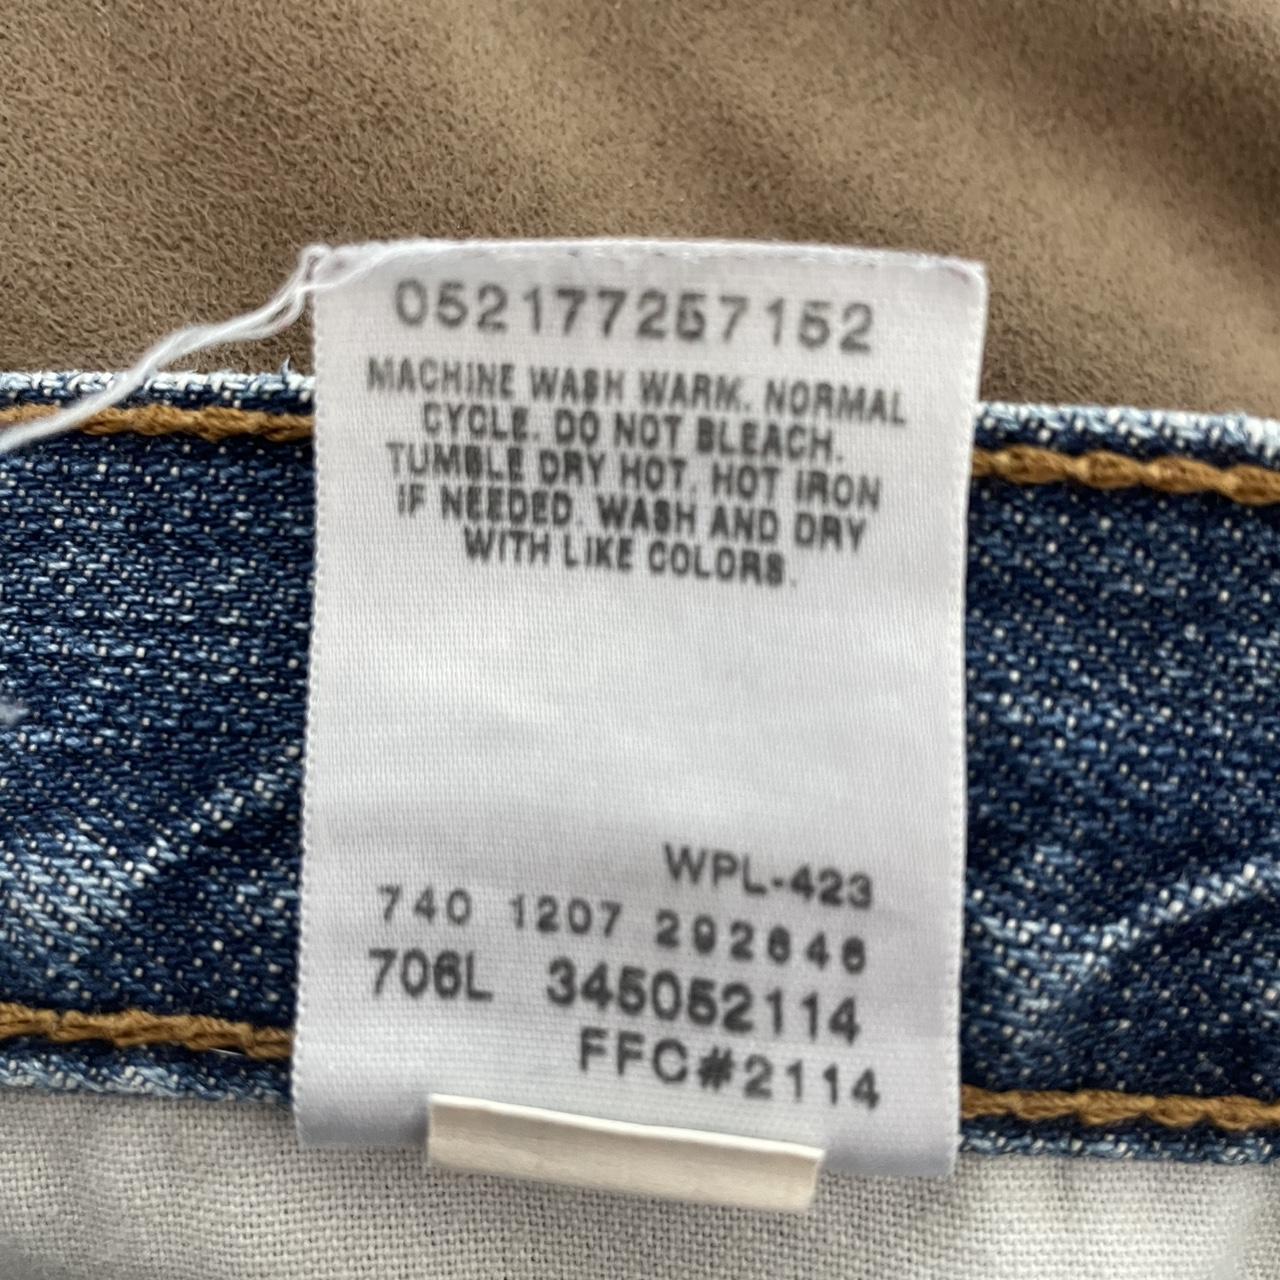 052177257152
MACHINE WASH WARM. NORMAL
CYCLE. DO NOT BLEACH.
TUMBLE DRY HOT. HOT IRON
IF NEEDED. WASH AND DRY
WITH LIKE COLORS.
WPL-423
740 1207 292646
706L 345052114
FFC#2114